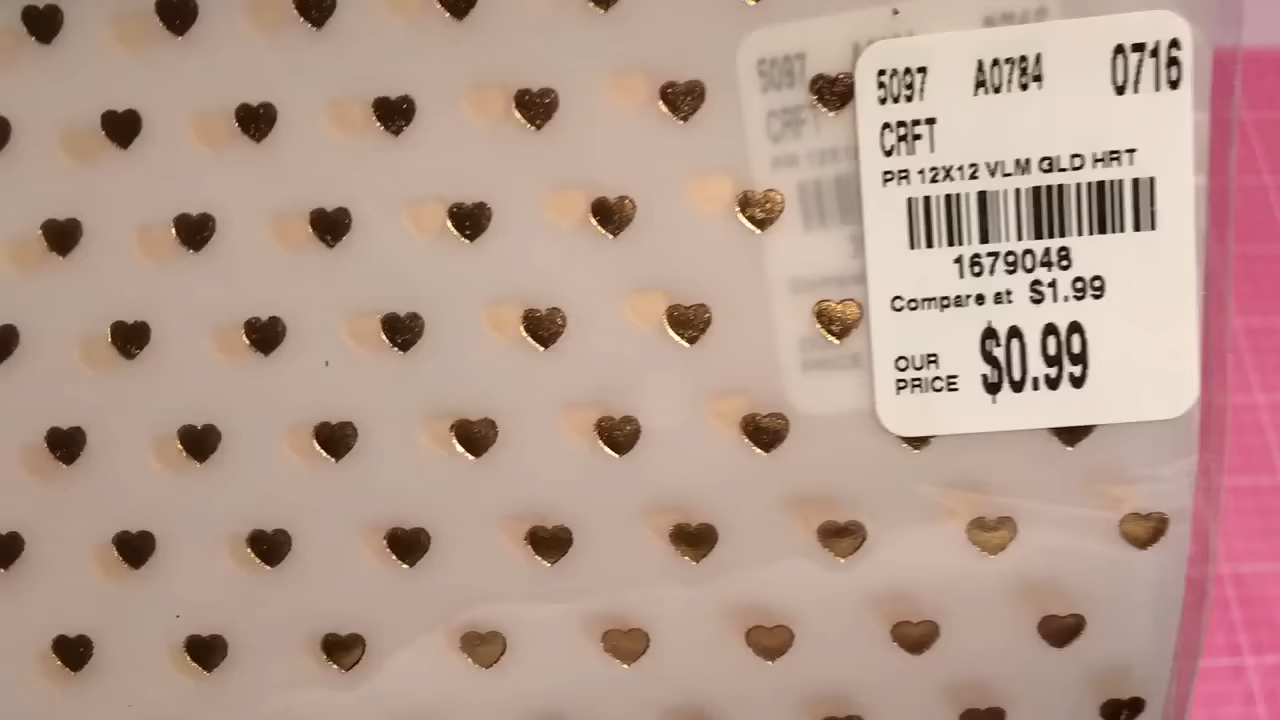 5097 A0784 0716
CRFT
PR 12X12 VLM GLD HRT
1679048
Compare at $1.99
OUR PRICE $0.99